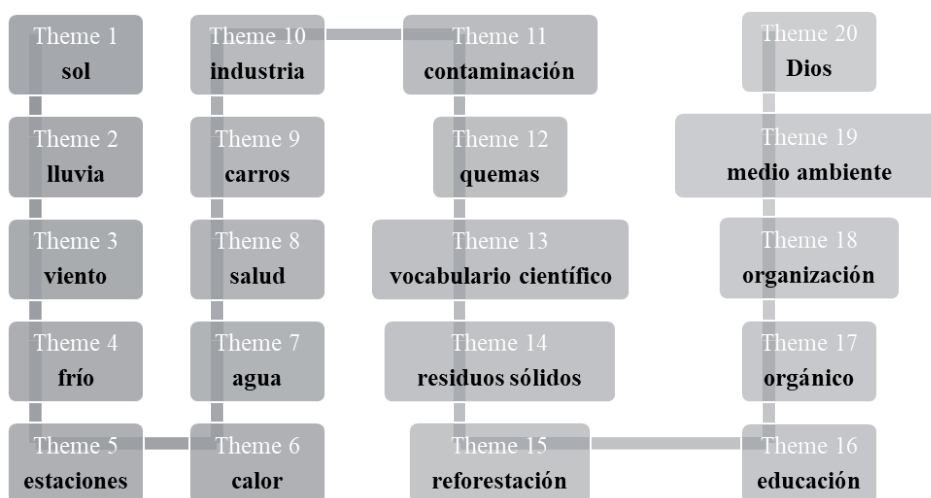 Theme 1
sol
Theme 2
lluvia
Theme 3
viento
Theme 4
frío
Theme 5
estaciones
Theme 6
calor
Theme 7
agua
Theme 8
salud
Theme 9
carros
Theme 10
industria
Theme 11
contaminación
Theme 12
quemas
Theme 13
vocabulario científico
Theme 14
residuos sólidos
Theme 15
reforestación
Theme 16
educación
Theme 17
orgánico
Theme 18
organización
Theme 19
medio ambiente
Theme 20
Dios